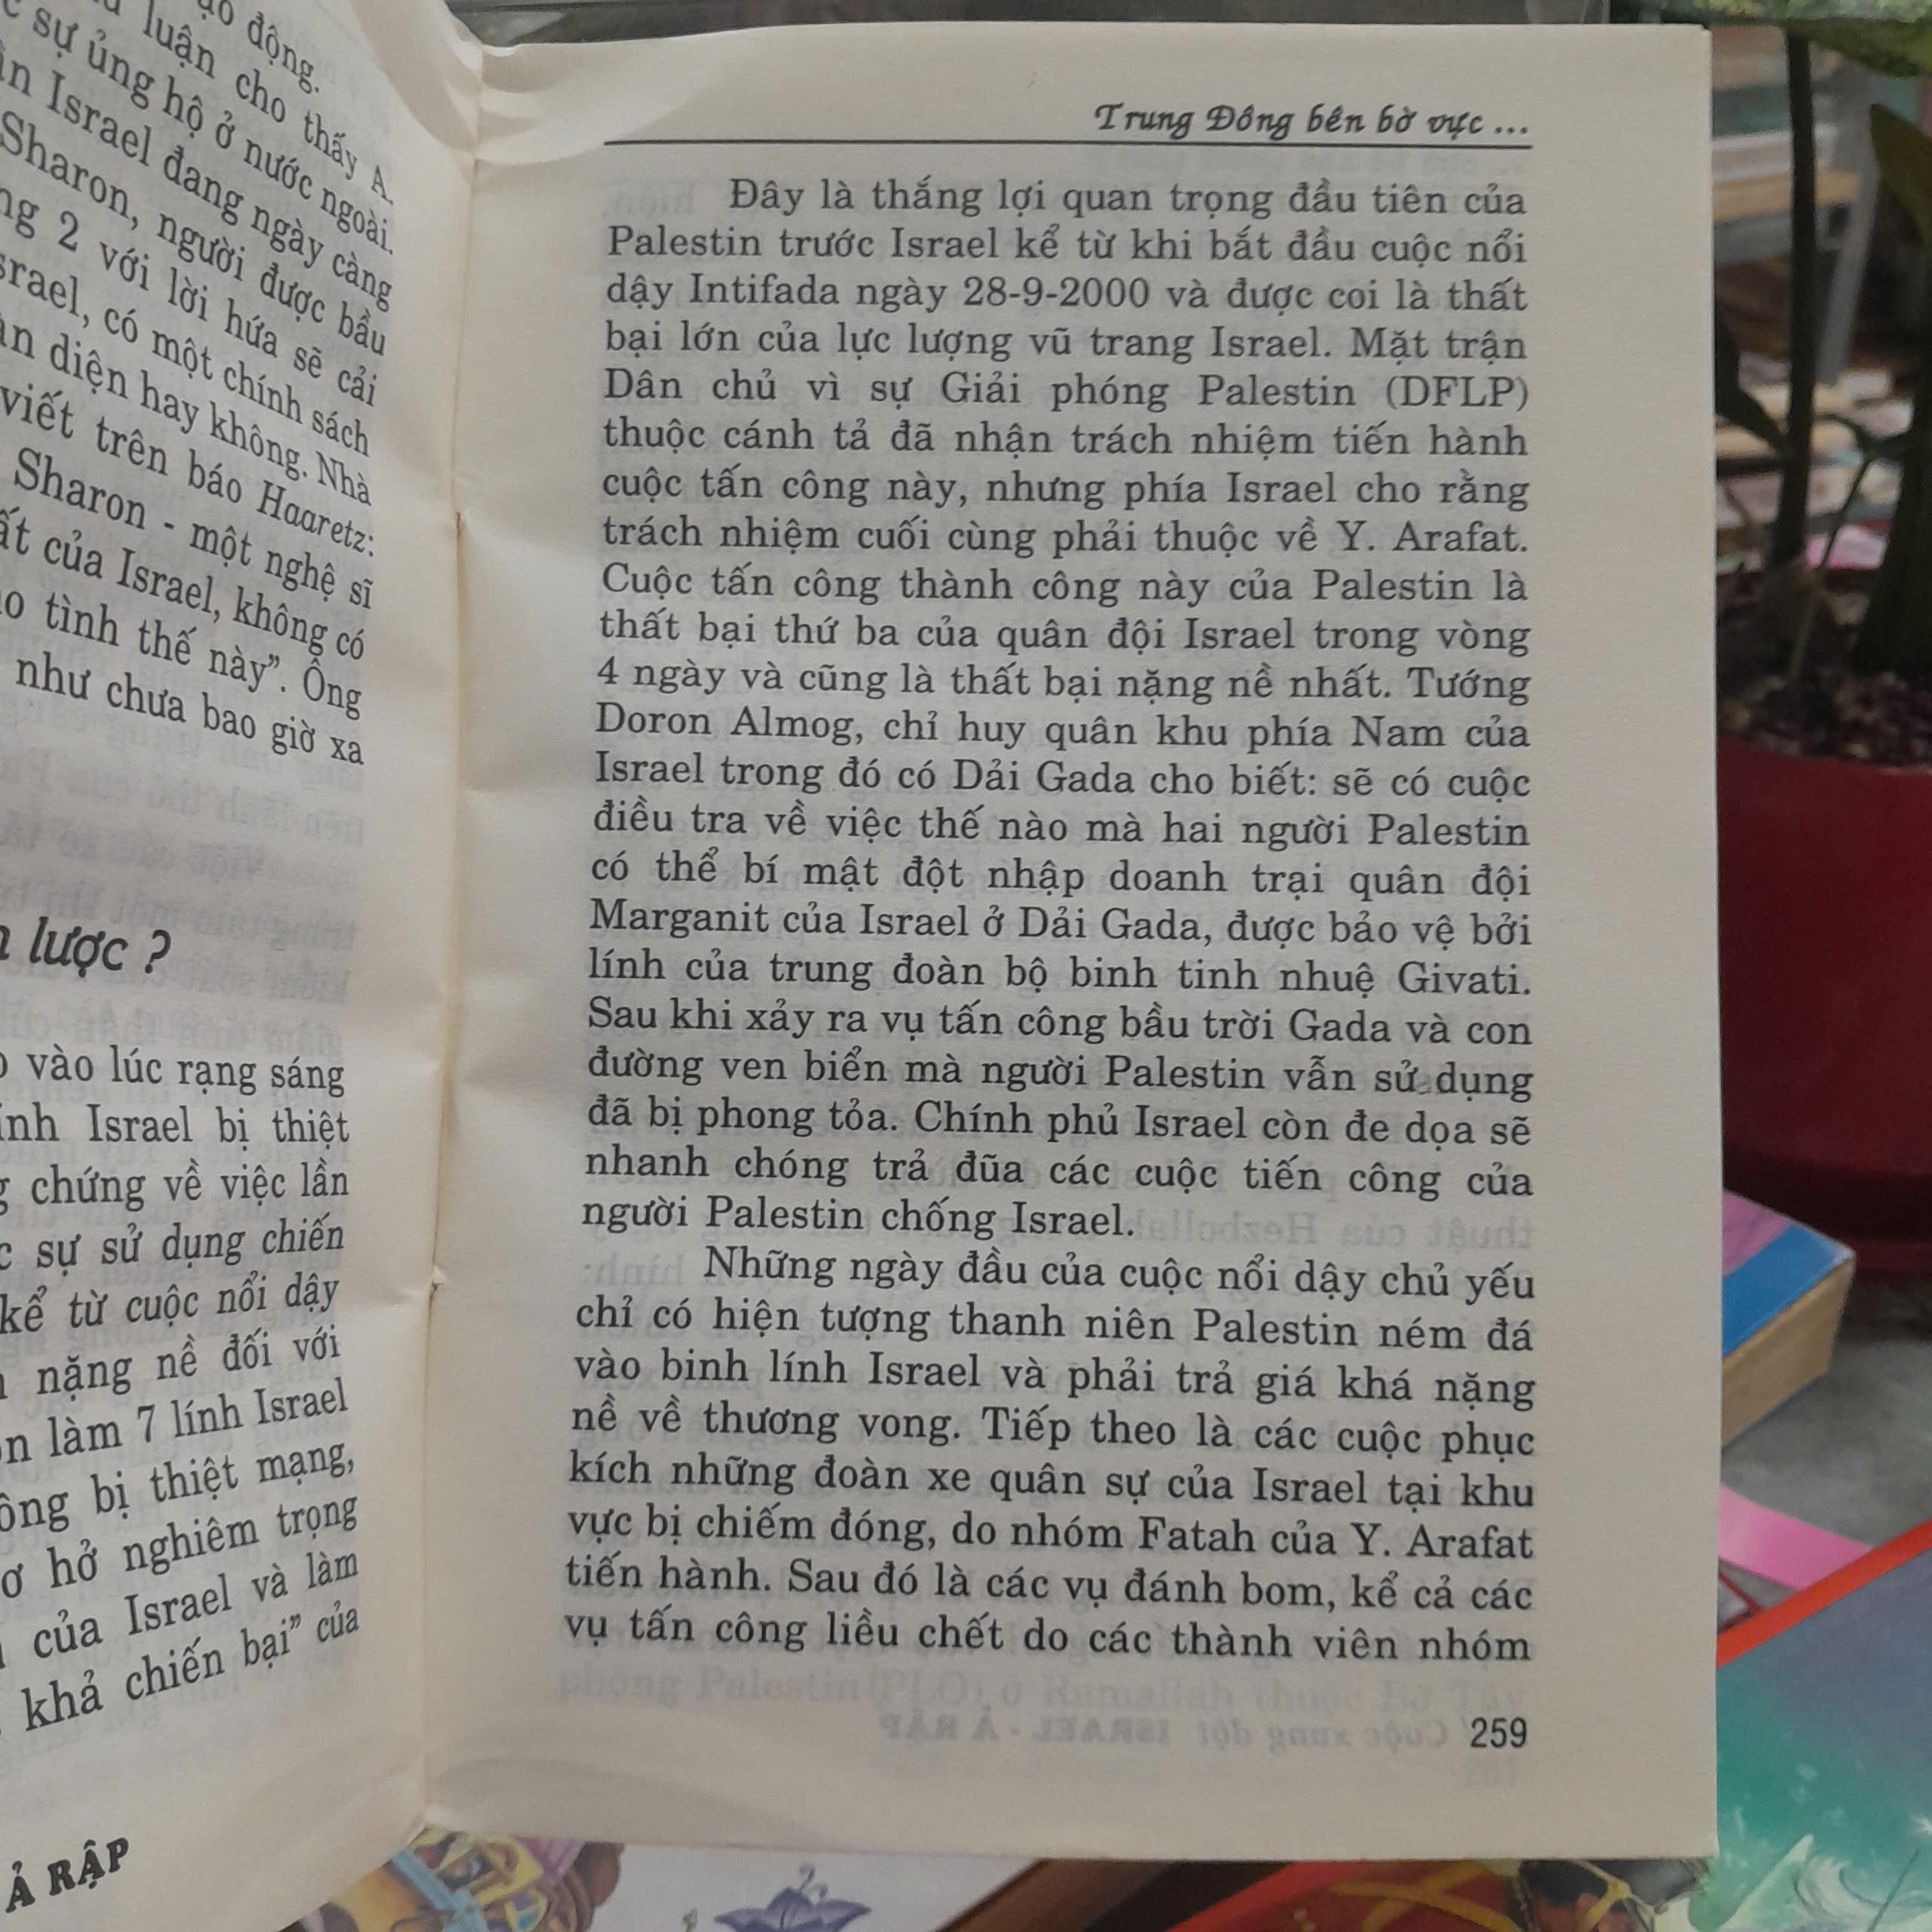 động.
luận cho thấy A.
sự ủng hộ ở nước ngoài.
Israel đang ngày càng
Sharon, người được bầu
2 với lời hứa sẽ cải
có một chính sách
diện hay không. Nhà
viết trên báo Haaretz:
Sharon - một nghệ sĩ
của Israel, không có
tình thế này”. Ông
như chưa bao giờ xa
lược ?
vào lúc rạng sáng
Israel bị thiệt
chứng về việc lần
sự sử dụng chiến
kể từ cuộc nổi dậy
nặng nề đối với
làm 7 lính Israel
bị thiệt mạng,
hở nghiêm trọng
của Israel và làm
khả chiến bại” của
Ả RẬP
Trung Đông bên bờ vực ...
Đây là thắng lợi quan trọng đầu tiên của
Palestin trước Israel kể từ khi bắt đầu cuộc nổi
dậy Intifada ngày 28-9-2000 và được coi là thất
bại lớn của lực lượng vũ trang Israel. Mặt trận
Dân chủ vì sự Giải phóng Palestin (DFLP)
thuộc cánh tả đã nhận trách nhiệm tiến hành
cuộc tấn công này, nhưng phía Israel cho rằng
trách nhiệm cuối cùng phải thuộc về Y. Arafat.
Cuộc tấn công thành công này của Palestin là
thất bại thứ ba của quân đội Israel trong vòng
4 ngày và cũng là thất bại nặng nề nhất. Tướng
Doron Almog, chỉ huy quân khu phía Nam của
Israel trong đó có Dải Gada cho biết: sẽ có cuộc
điều tra về việc thế nào mà hai người Palestin
có thể bí mật đột nhập doanh trại quân đội
Marganit của Israel ở Dải Gada, được bảo vệ bởi
lính của trung đoàn bộ binh tinh nhuệ Givati.
Sau khi xảy ra vụ tấn công bầu trời Gada và con
đường ven biển mà người Palestin vẫn sử dụng
đã bị phong tỏa. Chính phủ Israel còn đe dọa sẽ
nhanh chóng trả đũa các cuộc tiến công của
người Palestin chống Israel.
Những ngày đầu của cuộc nổi dậy chủ yếu
chỉ có hiện tượng thanh niên Palestin ném đá
vào binh lính Israel và phải trả giá khá nặng
nề về thương vong. Tiếp theo là các cuộc phục
kích những đoàn xe quân sự của Israel tại khu
vực bị chiếm đóng, do nhóm Fatah của Y. Arafat
tiến hành. Sau đó là các vụ đánh bom, kể cả các
vụ tấn công liều chết do các thành viên nhóm
259